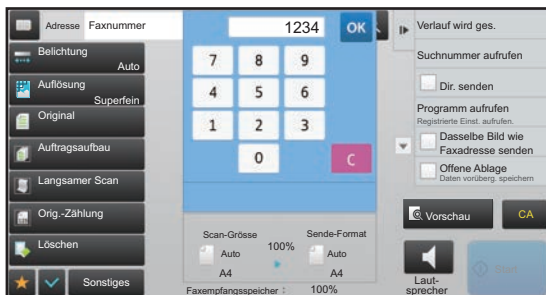 Adresse Faxnummer
1234 OK
Belichtung
Auto
Auflösung
Superfein
Original
Auftragsaufbau
Langsamer Scan
Orig.-Zählung
Löschen
Sonstiges
7 8 9
4 5 6
1 2 3
0 C
Scan-Grösse Sende-Format
100%
Auto Auto
A4 A4
Faxempfangsspeicher : 100%
Verlauf wird ges.
Suchnummer aufrufen
Dir. senden
Programm aufrufen
Registrierte Einst. aufrufen.
Dasselbe Bild wie
Faxadresse senden
Offene Ablage
Daten vorüberg. speichern
Vorschau CA
Laut-
sprecher
Start